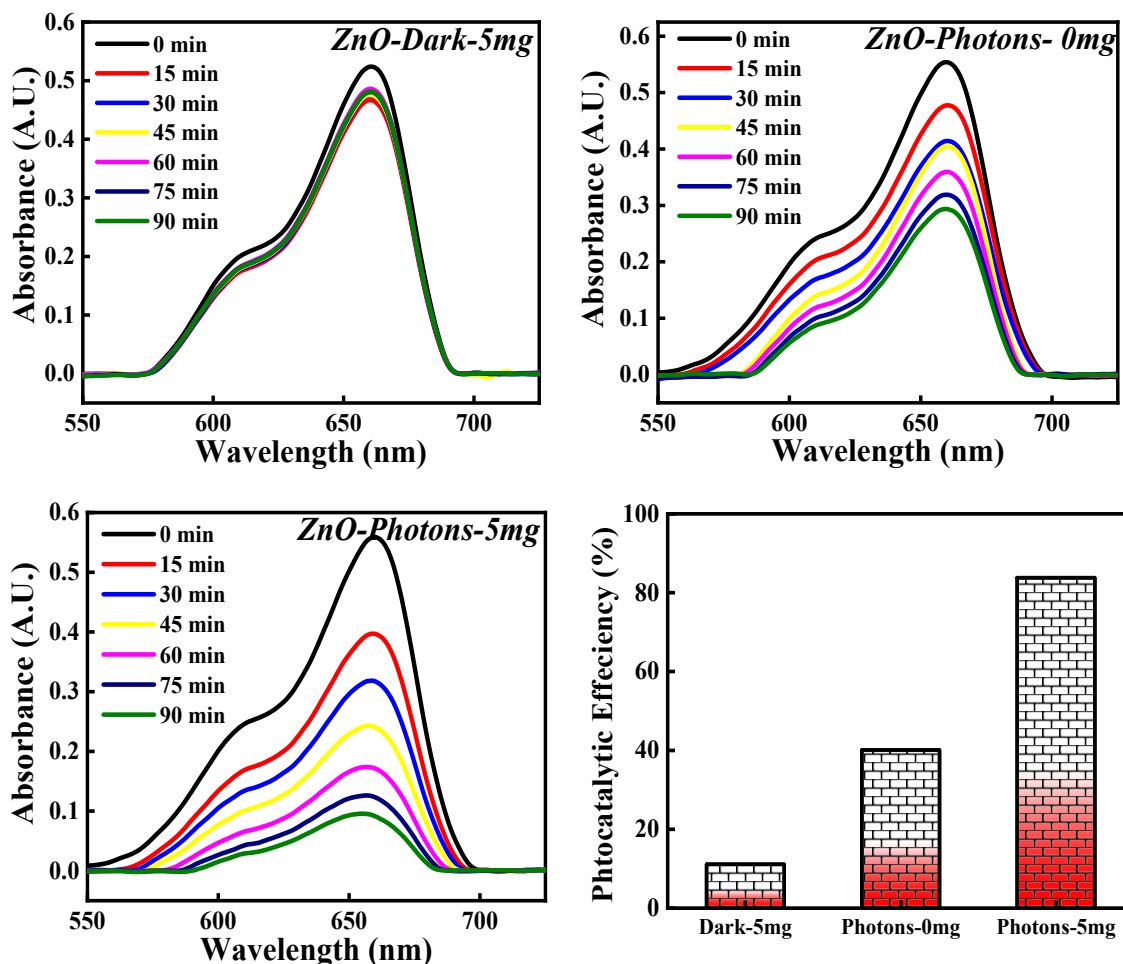 ZnO-Dark-5mg
0 min
15 min
30 min
45 min
60 min
75 min
90 min
0.6
0.5
0.4
0.3
0.2
0.1
0.0
Absorbance (A.U.)
550 600 650 700
Wavelength (nm)
ZnO-Photons- 0mg
0 min
15 min
30 min
45 min
60 min
75 min
90 min
0.6
0.5
0.4
0.3
0.2
0.1
0.0
Absorbance (A.U.)
550 600 650 700
Wavelength (nm)
ZnO-Photons-5mg
0 min
15 min
30 min
45 min
60 min
75 min
90 min
0.6
0.5
0.4
0.3
0.2
0.1
0.0
Absorbance (A.U.)
550 600 650 700
Wavelength (nm)
100
80
60
40
20
0
Phtocatalytic Effeciency (%)
Dark-5mg Photons-0mg Photons-5mg